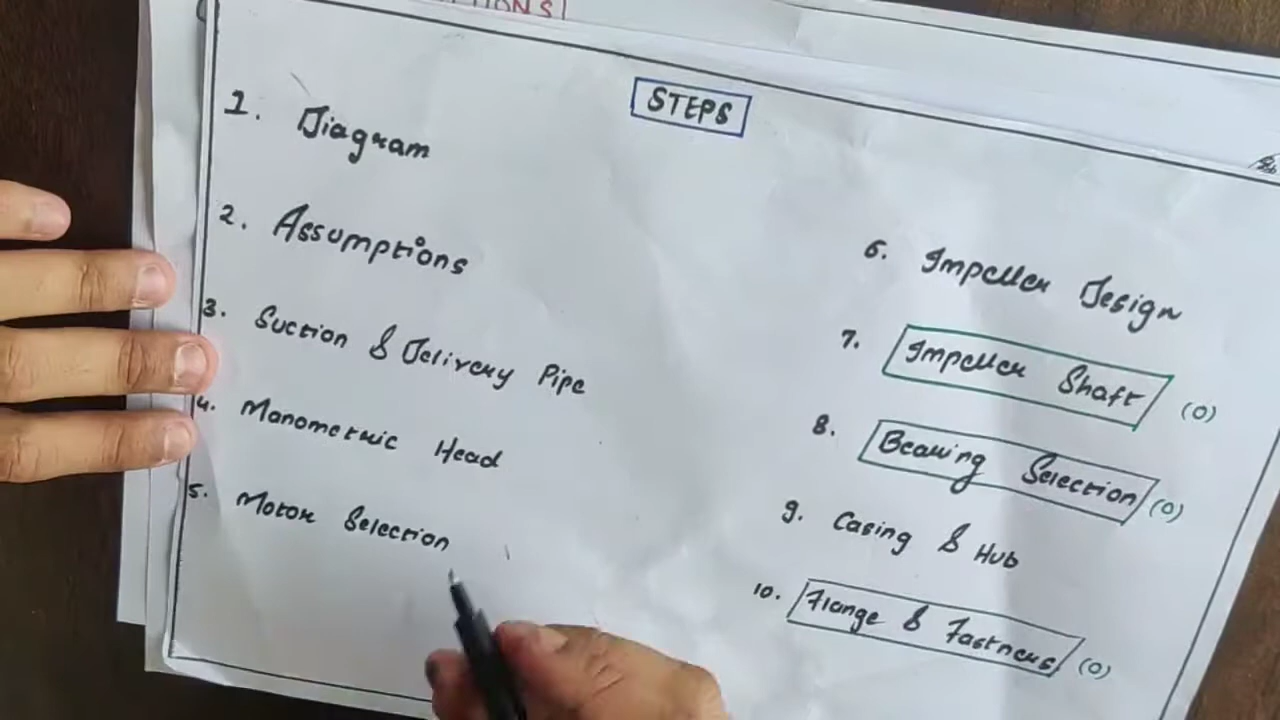 STEPS
1. Diagram
2. Assumptions
3. Suction & Delivery Pipe
4. Manometric Head
5. Motor Selection
6. Impeller Design
7. Impeller Shaft (0)
8. Bearing Selection (0)
9. Casing & Hub
10. Flange & Fastners (0)